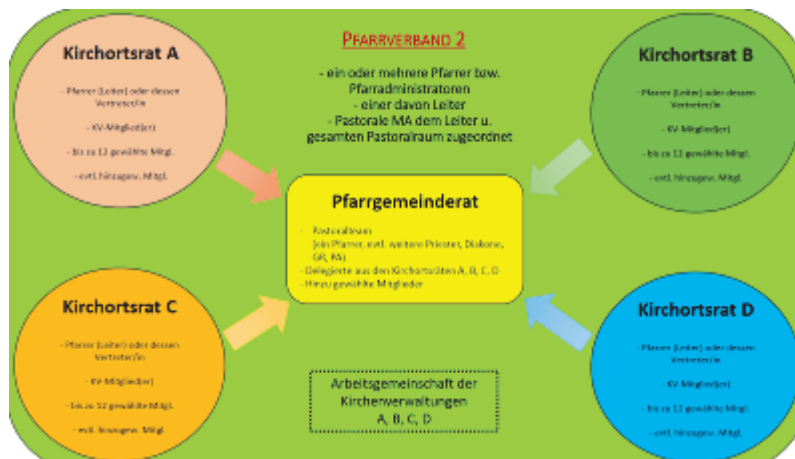 Kirchortsrat A
- Pfarrer (Leiter) oder dessen
Vertreter/in
- KV-Mitglied(er)
- bis zu 12 gewählte Mitgl.
- evtl. hinzugew. Mitgl.
PFARRVERBAND 2
- ein oder mehrere Pfarrer bzw.
Pfarradministratoren
- einer davon Leiter
- Pastorale MA dem Leiter u.
gesamten Pastoralraum zugeordnet
Kirchortsrat B
- Pfarrer (Leiter) oder dessen
Vertreter/in
- KV-Mitglied(er)
- bis zu 12 gewählte Mitgl.
- evtl. hinzugew. Mitgl.
Pfarrgemeinderat
- Pastoralteam
(ein Pfarrer, evtl. weitere Priester, Diakone,
GR, PA)
- Delegierte aus den Kirchortsräten A, B, C, D
- Hinzu gewählte Mitglieder
Kirchortsrat C
- Pfarrer (Leiter) oder dessen
Vertreter/in
- KV-Mitglied(er)
- bis zu 12 gewählte Mitgl.
- evtl. hinzugew. Mitgl.
Arbeitsgemeinschaft der
Kirchenverwaltungen
A, B, C, D
Kirchortsrat D
- Pfarrer (Leiter) oder dessen
Vertreter/in
- KV-Mitglied(er)
- bis zu 12 gewählte Mitgl.
- evtl. hinzugew. Mitgl.